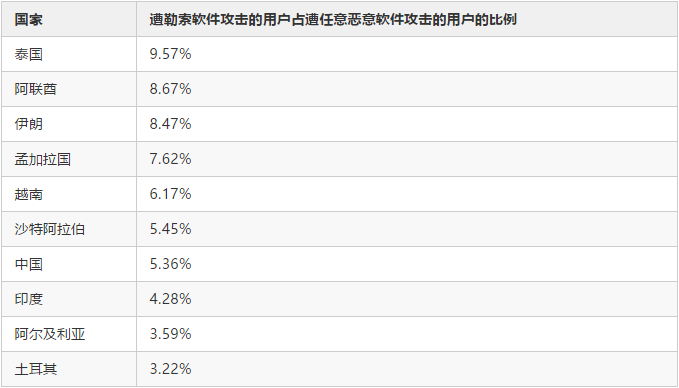 国家 遭勒索软件攻击的用户占遭任意恶意软件攻击的用户的比例
泰国 9.57%
阿联酋 8.67%
伊朗 8.47%
孟加拉国 7.62%
越南 6.17%
沙特阿拉伯 5.45%
中国 5.36%
印度 4.28%
阿尔及利亚 3.59%
土耳其 3.22%